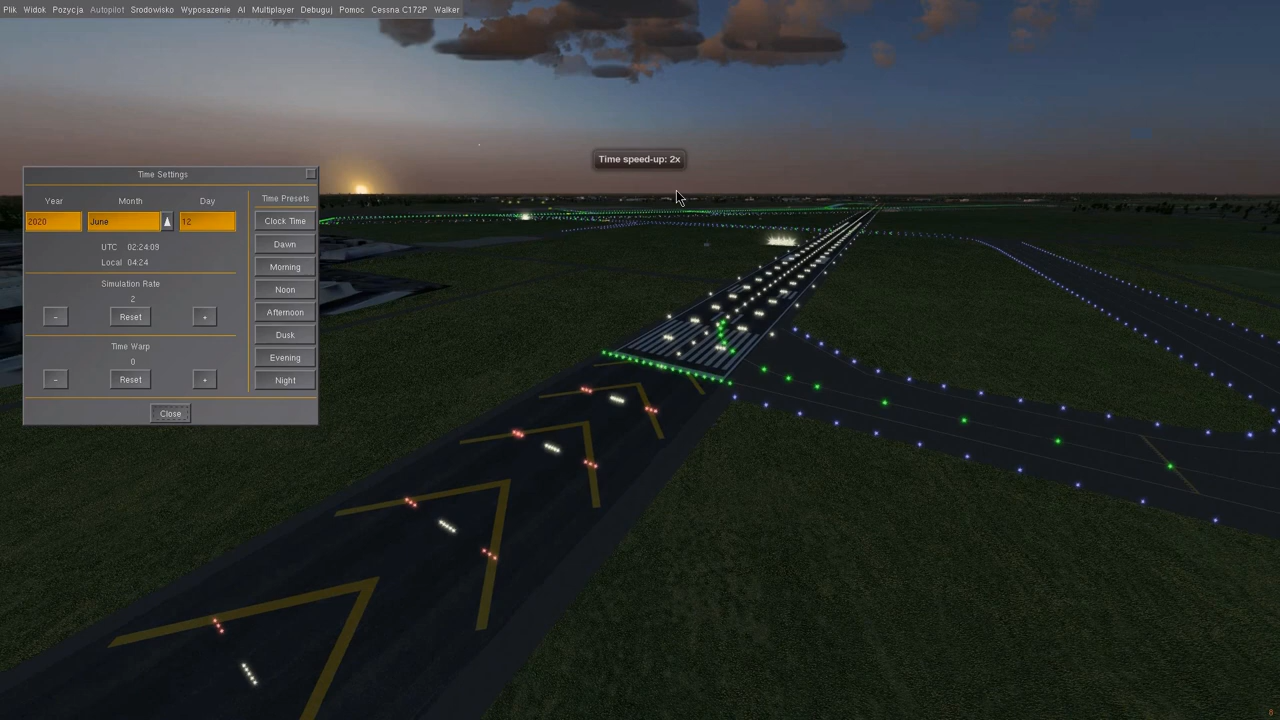 Plik Widok Pozycja Autopilot Środowisko Wyposażenie AI Multiplayer Debuguj Pomoc Cessna C172P Walker
Time speed-up: 2x
Time Settings
Year Month Day
2020 June 12
UTC 02:24:09
Local 04:24
Simulation Rate
2
- Reset +
Time Warp
0
- Reset +
Close
Time Presets
Clock Time
Dawn
Morning
Noon
Afternoon
Dusk
Evening
Night